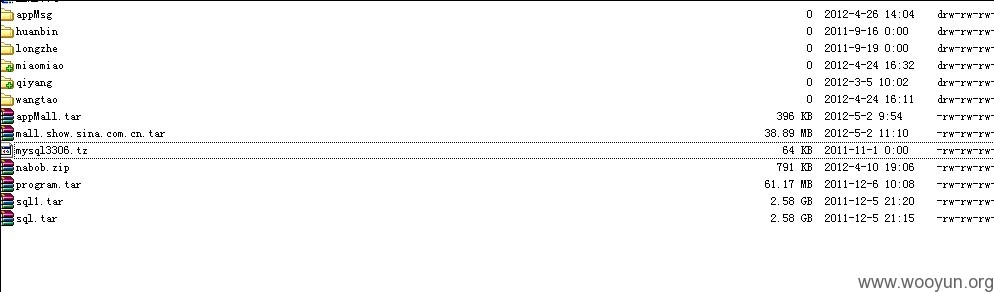 appMsg 0 2012-4-26 14:04 drw-rw-rw-
huanbin 0 2011-9-16 0:00 drw-rw-rw-
longzhe 0 2011-9-19 0:00 drw-rw-rw-
miaomiao 0 2012-4-24 16:32 drw-rw-rw-
qiyang 0 2012-3-5 10:02 drw-rw-rw-
wangtao 0 2012-4-24 16:11 drw-rw-rw-
appMall.tar 396 KB 2012-5-2 9:54 -rw-rw-rw-
mall.show.sina.com.cn.tar 38.89 MB 2012-5-2 11:10 -rw-rw-rw-
mysql3306.tz 64 KB 2011-11-1 0:00 -rw-rw-rw-
nabob.zip 791 KB 2012-4-10 19:06 -rw-rw-rw-
program.tar 61.17 MB 2011-12-6 10:08 -rw-rw-rw-
sql1.tar 2.58 GB 2011-12-5 21:20 -rw-rw-rw-
sql.tar 2.58 GB 2011-12-5 21:15 -rw-rw-rw-
www.wooyun.org